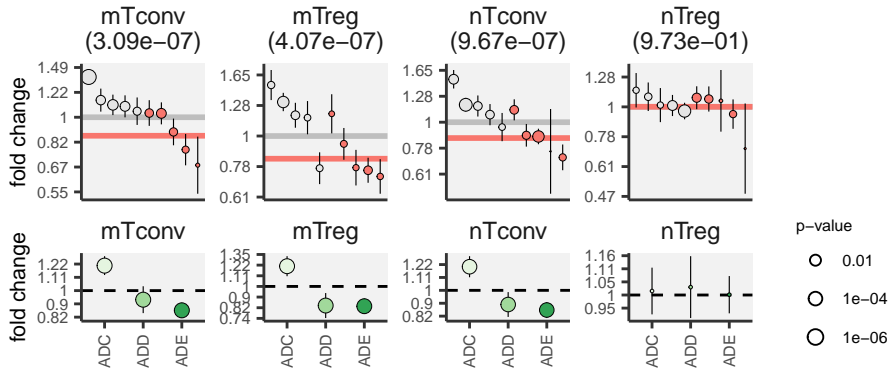 mTconv
(3.09e−07)
mTreg
(4.07e−07)
nTconv
(9.67e−07)
nTreg
(9.73e−01)
fold change
1.49
1.22
1
0.82
0.67
0.55
1.65
1.28
1
0.78
0.61
1.65
1.28
1
0.78
0.61
1.28
1
0.78
0.61
0.47
mTconv
mTreg
nTconv
nTreg
fold change
1.22
1.11
1
0.9
0.82
1.35
1.22
1.11
1
0.9
0.82
0.74
1.22
1.11
1
0.9
0.82
1.16
1.1
1.05
1
0.95
ADC
ADD
ADE
ADC
ADD
ADE
ADC
ADD
ADE
ADC
ADD
ADE
p−value
0.01
1e−04
1e−06